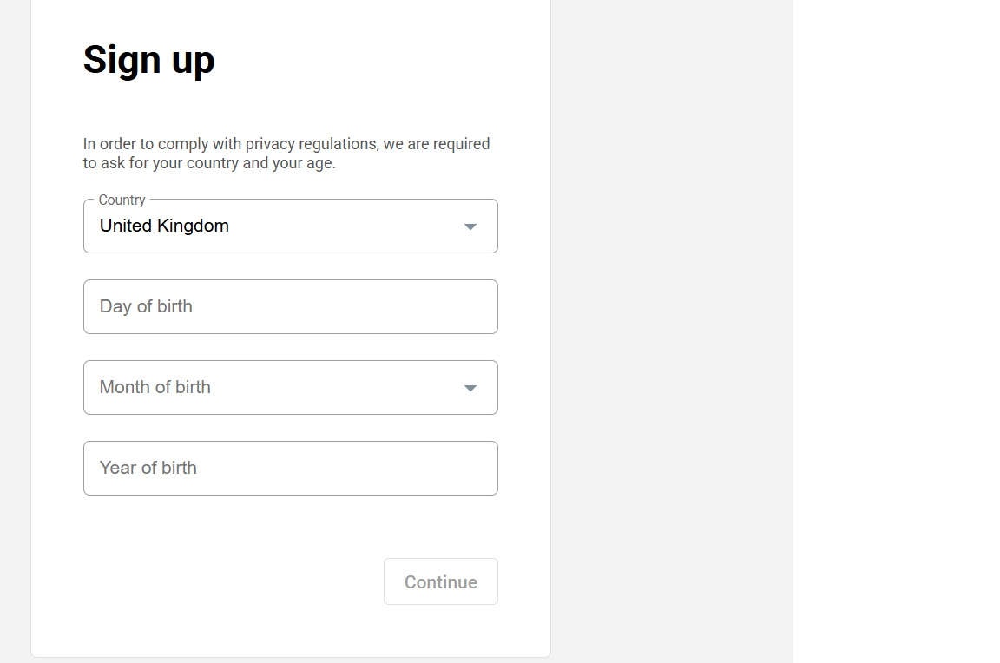 Sign up
In order to comply with privacy regulations, we are required
to ask for your country and your age.
Country
United Kingdom
Day of birth
Month of birth
Year of birth
Continue